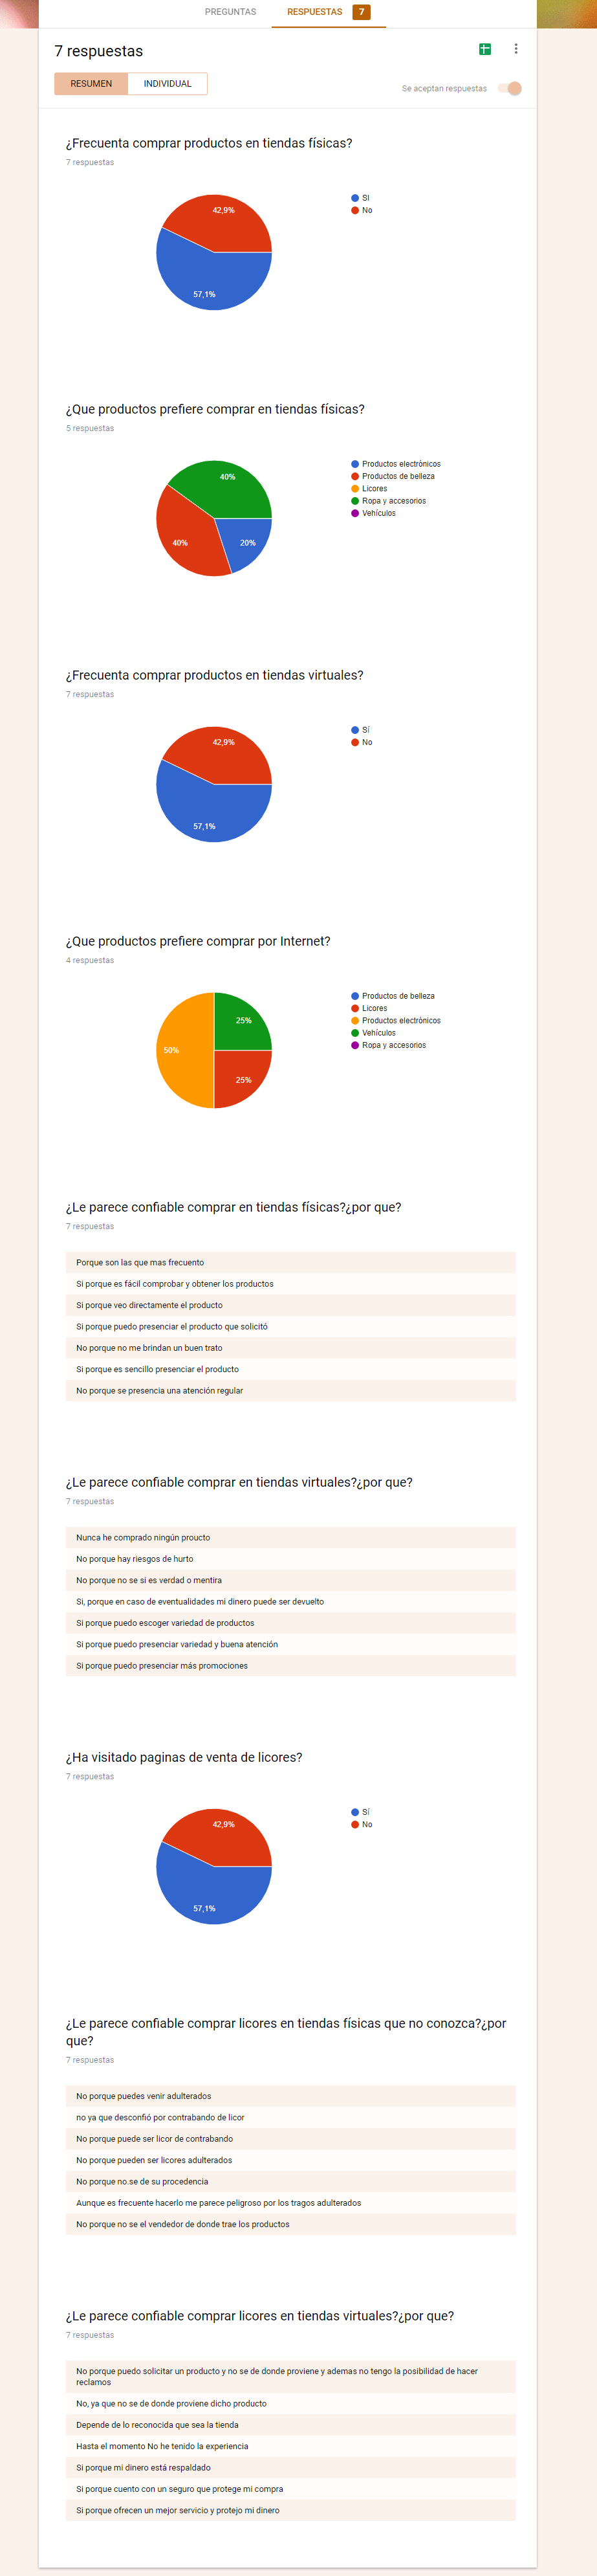 PREGUNTAS RESPUESTAS 7
7 respuestas
RESUMEN INDIVIDUAL
Se aceptan respuestas
¿Frecuenta comprar productos en tiendas físicas?
7 respuestas
SI
No
42,9%
57,1%
¿Que productos prefiere comprar en tiendas físicas?
5 respuestas
Productos electrònicos
Productos de belleza
Licores
Ropa y accesorios
Vehículos
40%
40%
20%
¿Frecuenta comprar productos en tiendas virtuales?
7 respuestas
Sí
No
42,9%
57,1%
¿Que productos prefiere comprar por Internet?
4 respuestas
Productos de belleza
Licores
Productos electrònicos
Vehículos
Ropa y accesorios
25%
50%
25%
¿Le parece confiable comprar en tiendas físicas?¿por que?
7 respuestas
Porque son las que mas frecuento
Si porque es fácil comprobar y obtener los productos
Si porque veo directamente el producto
Si porque puedo presenciar el producto que solicitó
No porque no me brindan un buen trato
Si porque es sencillo presenciar el producto
No porque se presencia una atención regular
¿Le parece confiable comprar en tiendas virtuales?¿por que?
7 respuestas
Nunca he comprado ningún proucto
No porque hay riesgos de hurto
No porque no se si es verdad o mentira
Si, porque en caso de eventualidades mi dinero puede ser devuelto
Si porque puedo escoger variedad de productos
Si porque puedo presenciar variedad y buena atención
Si porque puedo presenciar más promociones
¿Ha visitado paginas de venta de licores?
7 respuestas
Sí
No
42,9%
57,1%
¿Le parece confiable comprar licores en tiendas físicas que no conozca?¿por
que?
7 respuestas
No porque puedes venir adulterados
no ya que desconfió por contrabando de licor
No porque puede ser licor de contrabando
No porque pueden ser licores adulterados
No porque no.se de su procedencia
Aunque es frecuente hacerlo me parece peligroso por los tragos adulterados
No porque no se el vendedor de donde trae los productos
¿Le parece confiable comprar licores en tiendas virtuales?¿por que?
7 respuestas
No porque puedo solicitar un producto y no se de donde proviene y ademas no tengo la posibilidad de hacer
reclamos
No, ya que no se de donde proviene dicho producto
Depende de lo reconocida que sea la tienda
Hasta el momento No he tenido la experiencia
Si porque mi dinero está respaldado
Si porque cuento con un seguro que protege mi compra
Si porque ofrecen un mejor servicio y protejo mi dinero